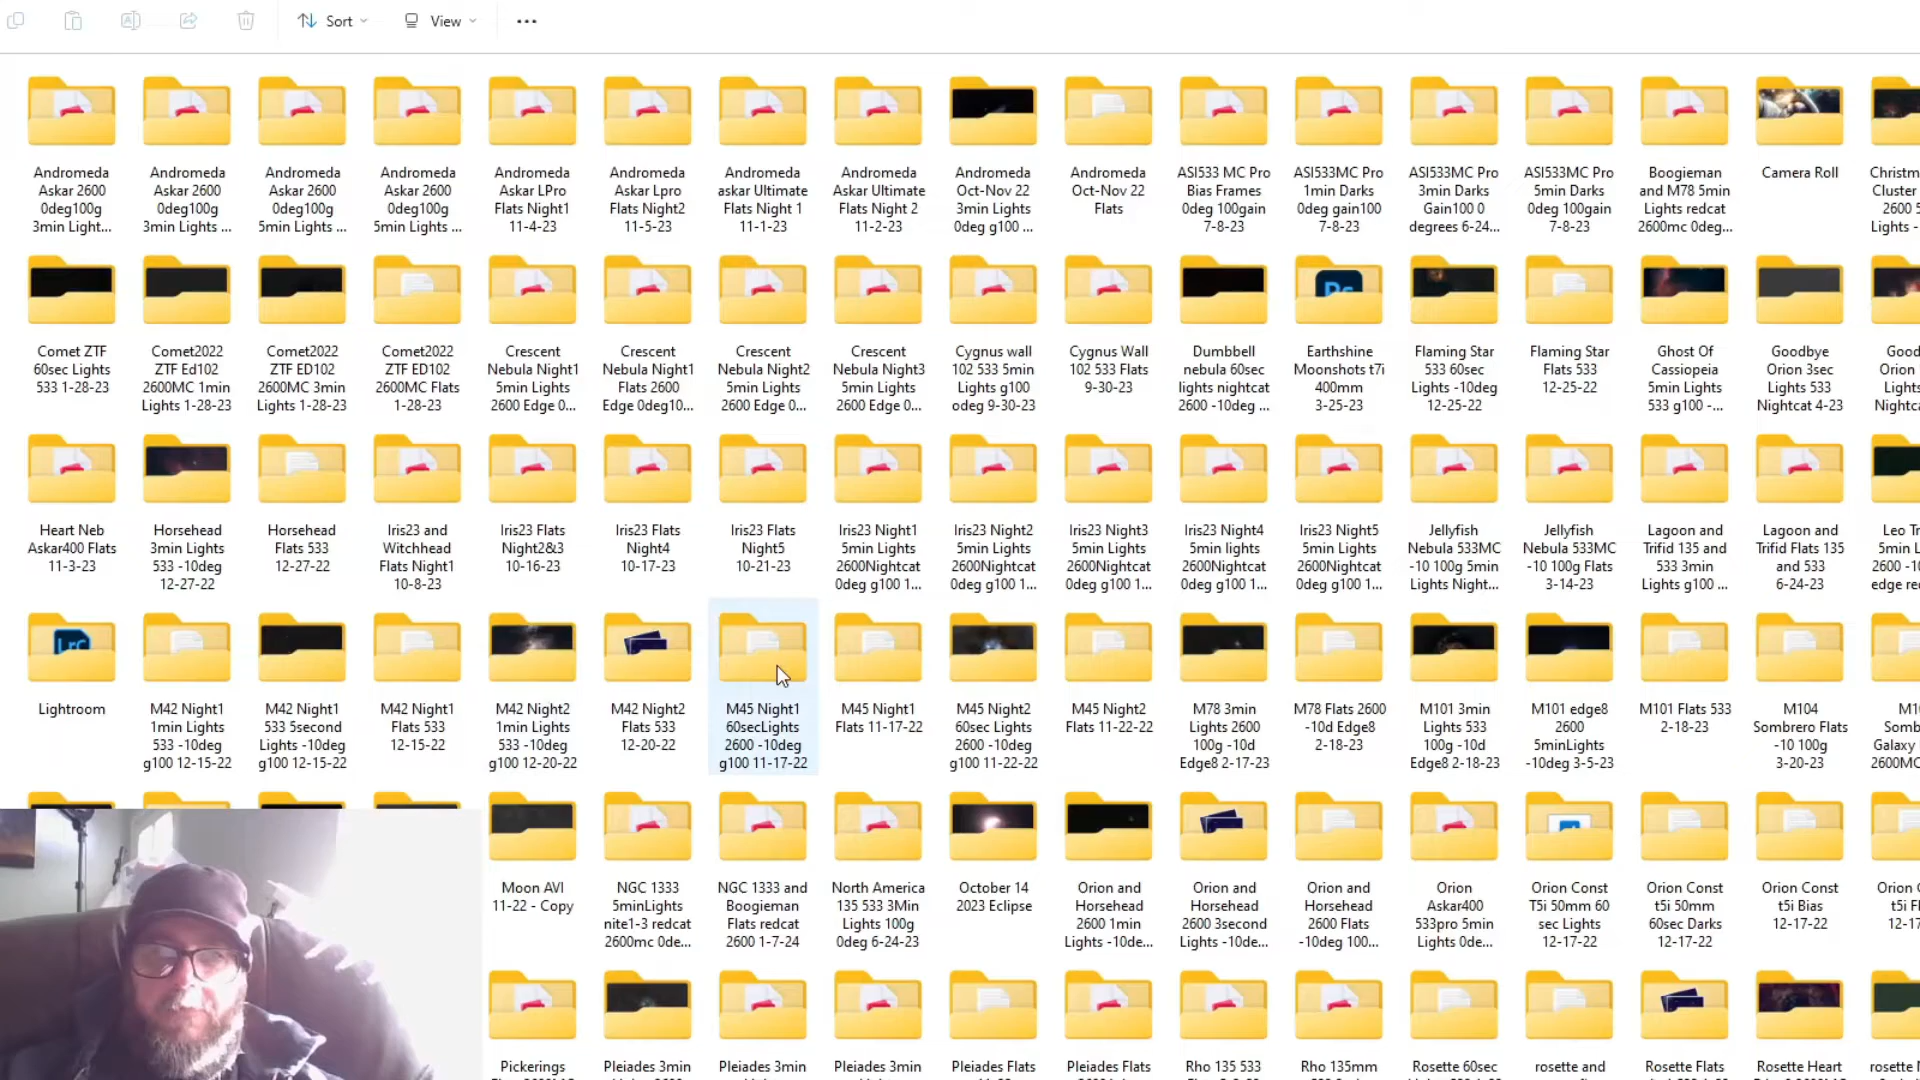 Sort
View
Andromeda
Askar 2600
0deg100g
3min Light...
Andromeda
Askar 2600
0deg100g
3min Lights ...
Andromeda
Askar 2600
0deg100g
5min Lights ...
Andromeda
Askar 2600
0deg100g
5min Lights ...
Andromeda
Askar LPro
Flats Night1
11-4-23
Andromeda
Askar Lpro
Flats Night2
11-5-23
Andromeda
askar Ultimate
Flats Night 1
11-1-23
Andromeda
Askar Ultimate
Flats Night 2
11-2-23
Andromeda
Oct-Nov 22
3min Lights
0deg g100 ...
Andromeda
Oct-Nov 22
Flats
ASI533 MC Pro
Bias Frames
0deg 100gain
7-8-23
ASI533MC Pro
1min Darks
0deg gain100
7-8-23
ASI533MC Pro
3min Darks
Gain100 0
degrees 6-24...
ASI533MC Pro
5min Darks
0deg 100gain
7-8-23
Boogieman
and M78 5min
Lights redcat
2600mc 0deg...
Camera Roll
Christm
Cluster
2600 5
Lights -
Comet ZTF
60sec Lights
533 1-28-23
Comet2022
ZTF Ed102
2600MC 1min
Lights 1-28-23
Comet2022
ZTF ED102
2600MC 3min
Lights 1-28-23
Comet2022
ZTF ED102
2600MC Flats
1-28-23
Crescent
Nebula Night1
5min Lights
2600 Edge 0...
Crescent
Nebula Night1
Flats 2600
Edge 0deg10...
Crescent
Nebula Night2
5min Lights
2600 Edge 0...
Crescent
Nebula Night3
5min Lights
2600 Edge 0...
Cygnus wall
102 533 5min
Lights g100
odeg 9-30-23
Cygnus Wall
102 533 Flats
9-30-23
Dumbbell
nebula 60sec
lights nightcat
2600 -10deg ...
Ps
Earthshine
Moonshots t7i
400mm
3-25-23
Flaming Star
533 60sec
Lights -10deg
12-25-22
Flaming Star
Flats 533
12-25-22
Ghost Of
Cassiopeia
5min Lights
533 g100 -...
Goodbye
Orion 3sec
Lights 533
Nightcat 4-23
Good
Orion
Lights
Nightc
Heart Neb
Askar400 Flats
11-3-23
Horsehead
3min Lights
533 -10deg
12-27-22
Horsehead
Flats 533
12-27-22
Iris23 and
Witchhead
Flats Night1
10-8-23
Iris23 Flats
Night2&3
10-16-23
Iris23 Flats
Night4
10-17-23
Iris23 Flats
Night5
10-21-23
Iris23 Night1
5min Lights
2600Nightcat
0deg g100 1...
Iris23 Night2
5min Lights
2600Nightcat
0deg g100 1...
Iris23 Night3
5min Lights
2600Nightcat
0deg g100 1...
Iris23 Night4
5min lights
2600Nightcat
0deg g100 1...
Iris23 Night5
5min Lights
2600Nightcat
0deg g100 1...
Jellyfish
Nebula 533MC
-10 100g 5min
Lights Night...
Jellyfish
Nebula 533MC
-10 100g Flats
3-14-23
Lagoon and
Trifid 135 and
533 3min
Lights g100 ...
Lagoon and
Trifid Flats 135
and 533
6-24-23
Leo Tr
5min L
2600 -
edge re
Lrc
Lightroom
M42 Night1
1min Lights
533 -10deg
g100 12-15-22
M42 Night1
533 5second
Lights -10deg
g100 12-15-22
M42 Night1
Flats 533
12-15-22
M42 Night2
1min Lights
533 -10deg
g100 12-20-22
M42 Night2
Flats 533
12-20-22
M45 Night1
60secLights
2600 -10deg
g100 11-17-22
M45 Night1
Flats 11-17-22
M45 Night2
60sec Lights
2600 -10deg
g100 11-22-22
M45 Night2
Flats 11-22-22
M78 3min
Lights 2600
100g -10d
Edge8 2-17-23
M78 Flats 2600
-10d Edge8
2-18-23
M101 3min
Lights 533
100g -10d
Edge8 2-18-23
M101 edge8
2600
5minLights
-10deg 3-5-23
M101 Flats 533
2-18-23
M104
Sombrero Flats
-10 100g
3-20-23
M10
Somb
Galaxy
2600M
Moon AVI
11-22 - Copy
NGC 1333
5minLights
nite1-3 redcat
2600mc 0de...
NGC 1333 and
Boogieman
Flats redcat
2600 1-7-24
North America
135 533 3Min
Lights 100g
0deg 6-24-23
October 14
2023 Eclipse
Orion and
Horsehead
2600 1min
Lights -10de...
Orion and
Horsehead
2600 3second
Lights -10de...
Orion and
Horsehead
2600 Flats
-10deg 100...
Orion
Askar400
533pro 5min
Lights 0de...
Orion Const
T5i 50mm 60
sec Lights
12-17-22
Orion Const
t5i 50mm
60sec Darks
12-17-22
Orion Const
t5i Bias
12-17-22
Orion C
t5i Fl
12-17
Pickerings
Pleiades 3min
Pleiades 3min
Pleiades 3min
Pleiades Flats
Pleiades Flats
Rho 135 533
Rho 135mm
Rosette 60sec
rosette and
Rosette Flats
Rosette Heart
rosette